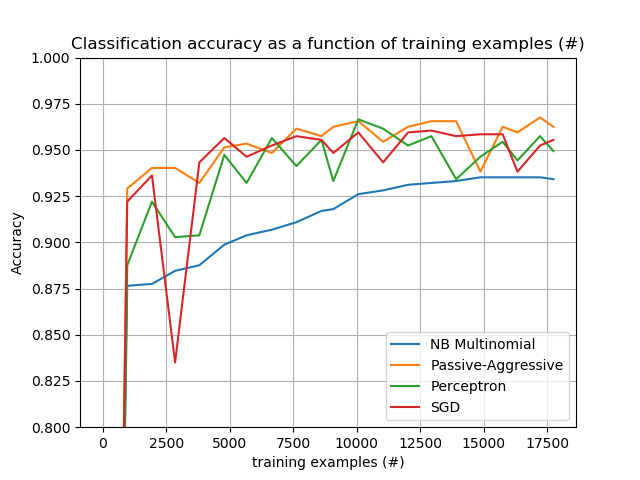 Classification accuracy as a function of training examples (#)
1.000
0.975
0.950
0.925
0.900
0.875
0.850
0.825
0.800
Accuracy
NB Multinomial
Passive-Aggressive
Perceptron
SGD
0 2500 5000 7500 10000 12500 15000 17500
training examples (#)